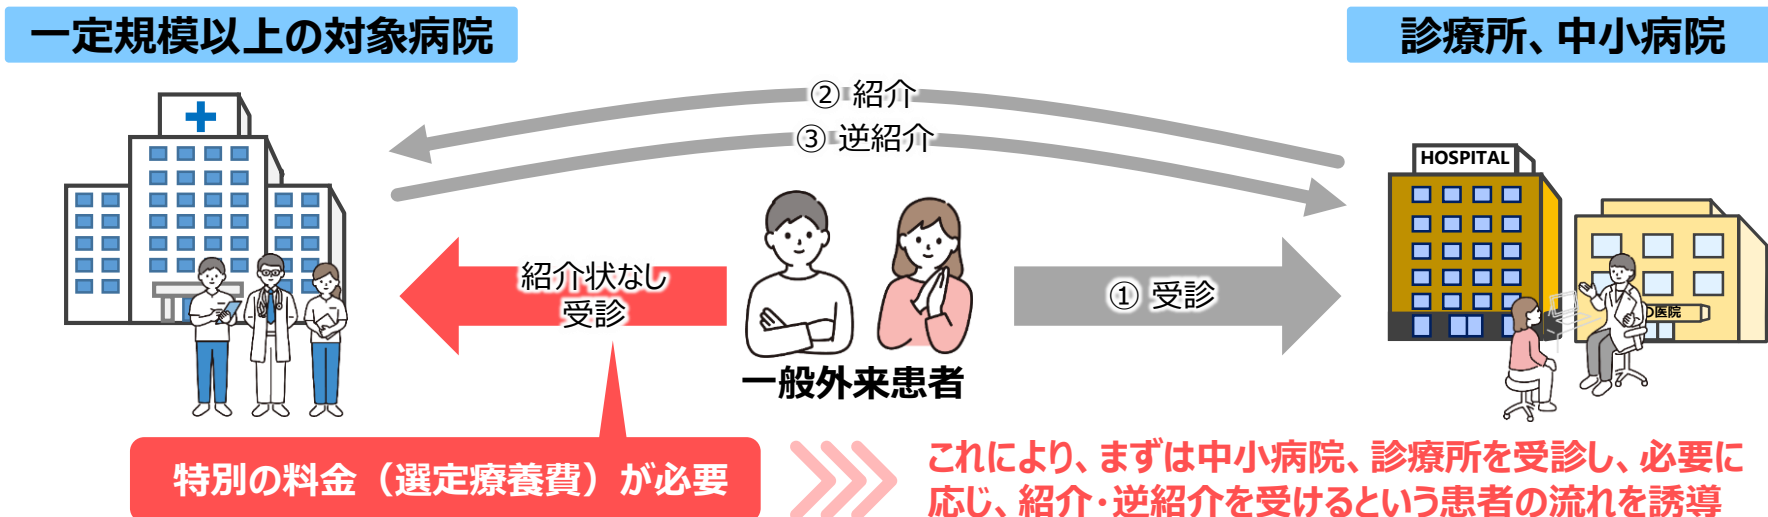 一定規模以上の対象病院
診療所、中小病院
② 紹介
③ 逆紹介
HOSPITAL
紹介状なし
受診
① 受診
医院
一般外来患者
特別の料金（選定療養費）が必要
これにより、まずは中小病院、診療所を受診し、必要に
応じ、紹介・逆紹介を受けるという患者の流れを誘導